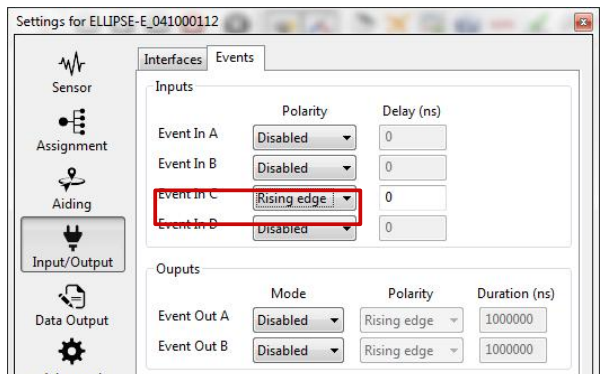 Settings for ELLIPSE-E_041000112
Interfaces Events
Sensor
Inputs
Polarity Delay (ns)
Event In A Disabled 0
Assignment
Event In B Disabled 0
Aiding
Event In C Rising edge 0
Event In D Disabled 0
Input/Output
Ouputs
Mode Polarity Duration (ns)
Data Output
Event Out A Disabled Rising edge 1000000
Event Out B Disabled Rising edge 1000000